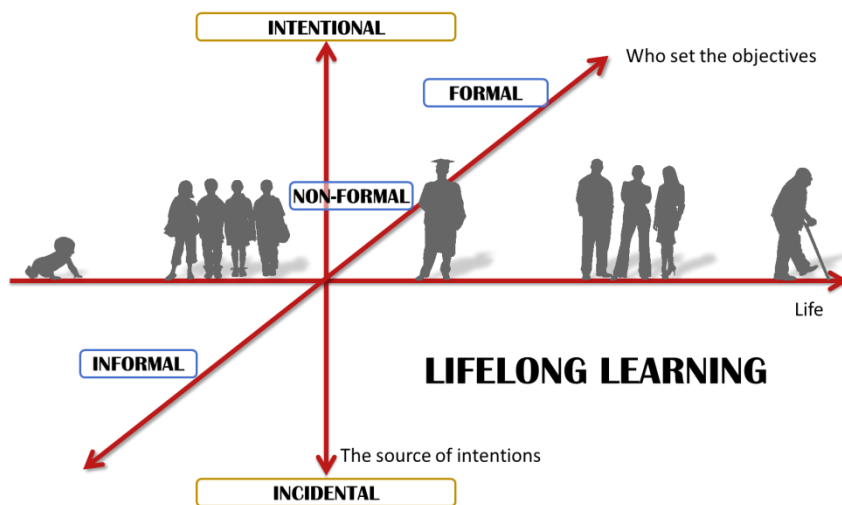 INTENTIONAL
Who set the objectives
FORMAL
NON-FORMAL
Life
INFORMAL
LIFELONG LEARNING
The source of intentions
INCIDENTAL